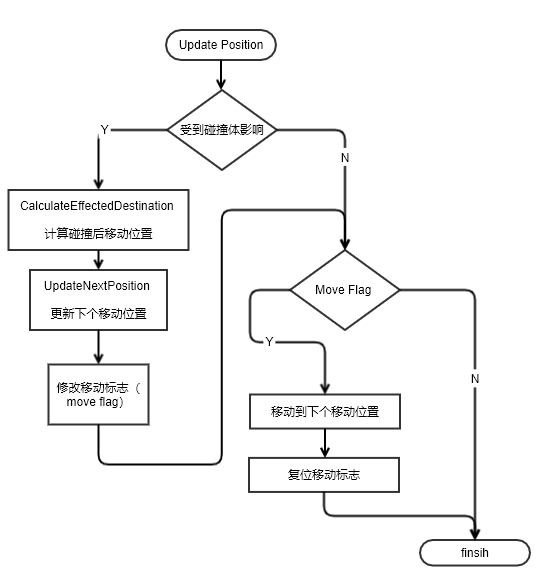 Update Position
受到碰撞体影响
Y
N
CalculateEffectedDestination
计算碰撞后移动位置
UpdateNextPosition
更新下个移动位置
修改移动标志（
move flag）
Move Flag
Y
N
移动到下个移动位置
复位移动标志
finsih